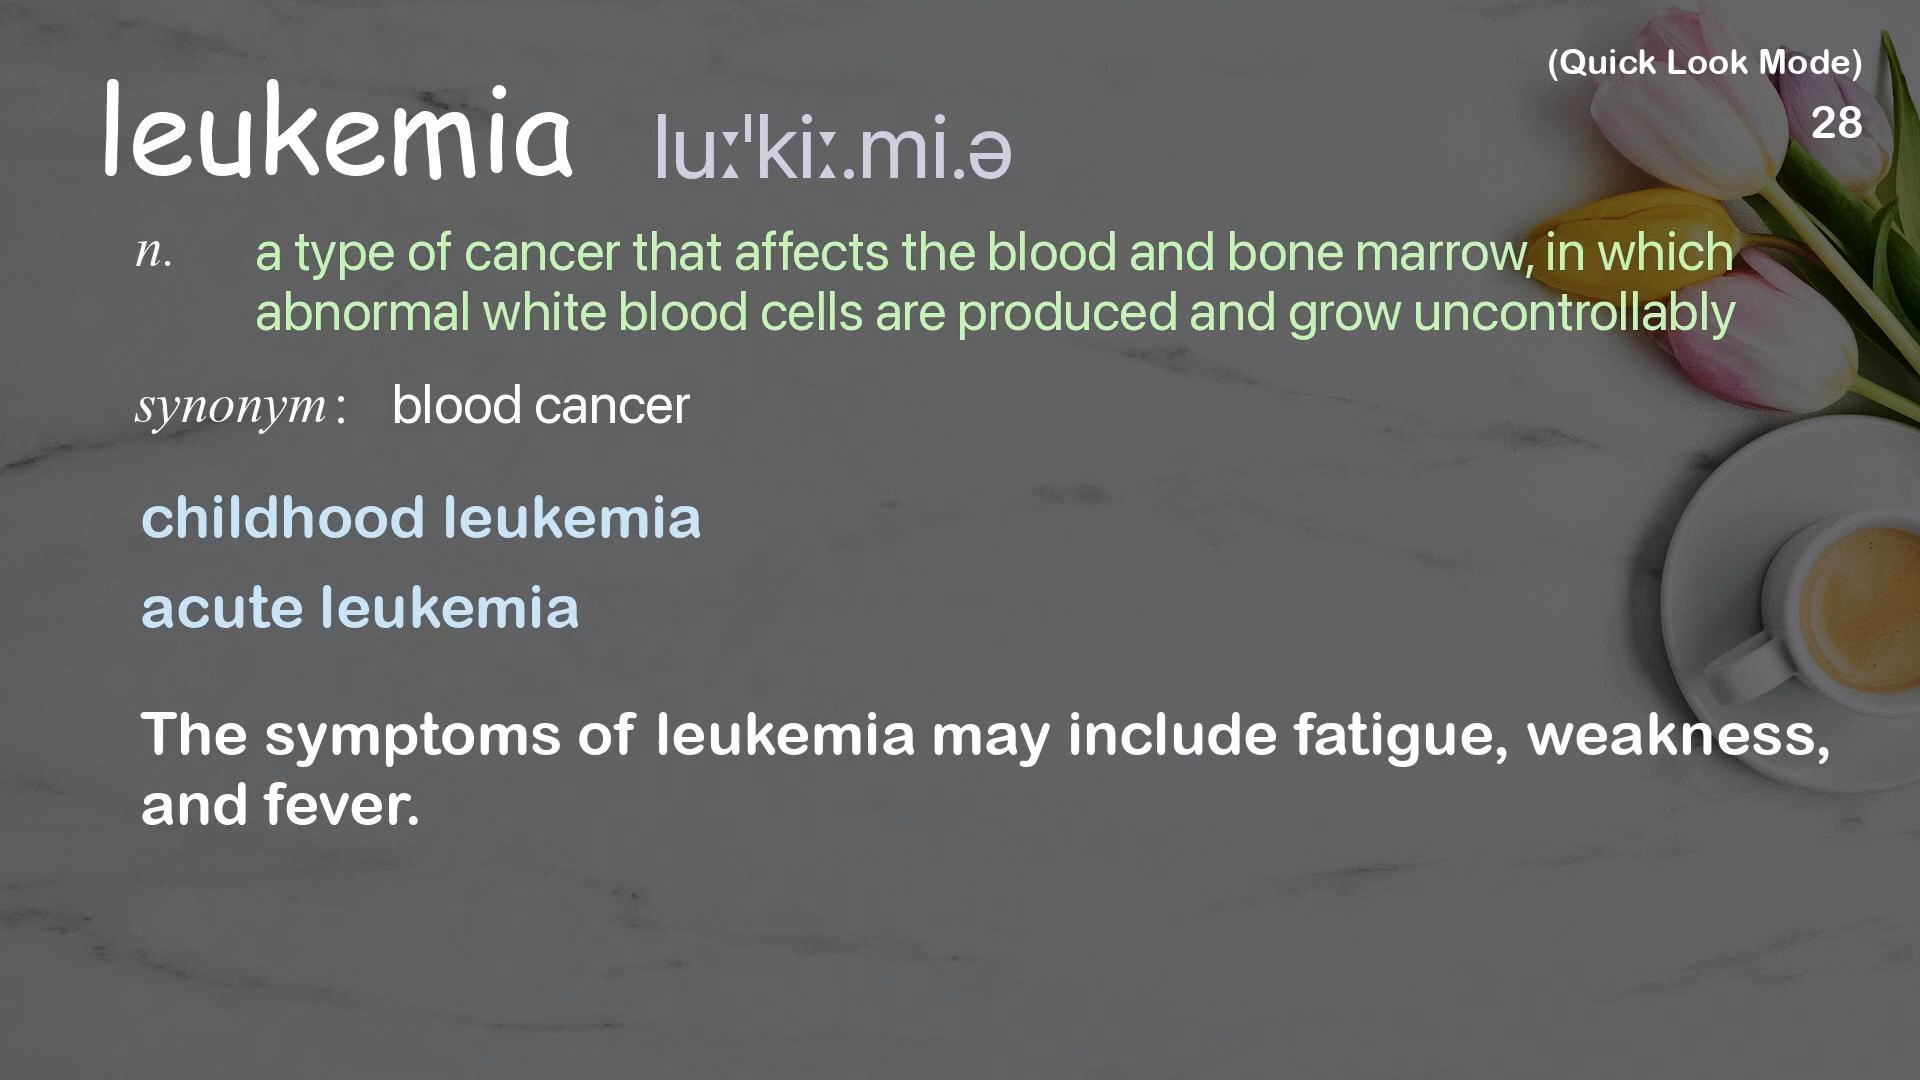 (Quick Look Mode)
leukemia luːˈkiː.mi.ə
28
n. a type of cancer that affects the blood and bone marrow, in which
abnormal white blood cells are produced and grow uncontrollably
synonym : blood cancer
childhood leukemia
acute leukemia
The symptoms of leukemia may include fatigue, weakness,
and fever.